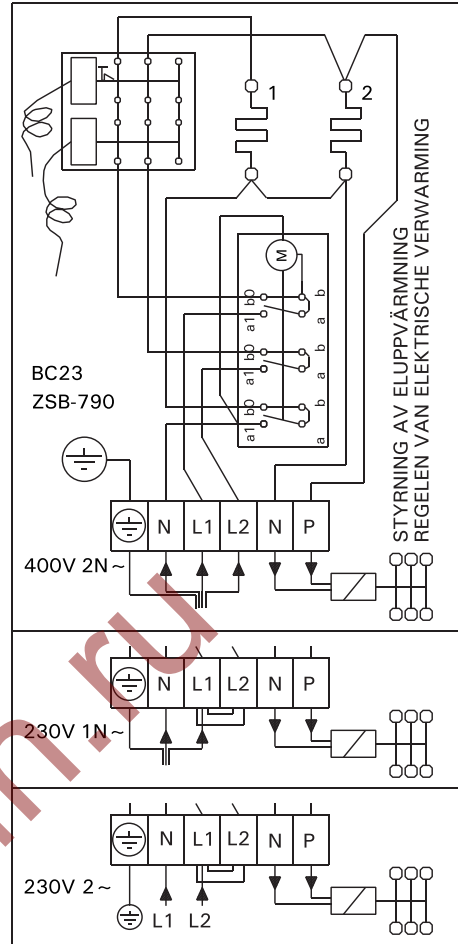 1
2
M
b0
b
a1
a
b0
b
a1
a
b0
b
a1
a
BC23
ZSB-790
STYRNING AV ELUPPVÄRMNING
REGELEN VAN ELEKTRISCHE VERWARMING
N L1 L2 N P
400V 2N~
N L1 L2 N P
230V 1N~
N L1 L2 N P
230V 2~
L1 L2
n.ru